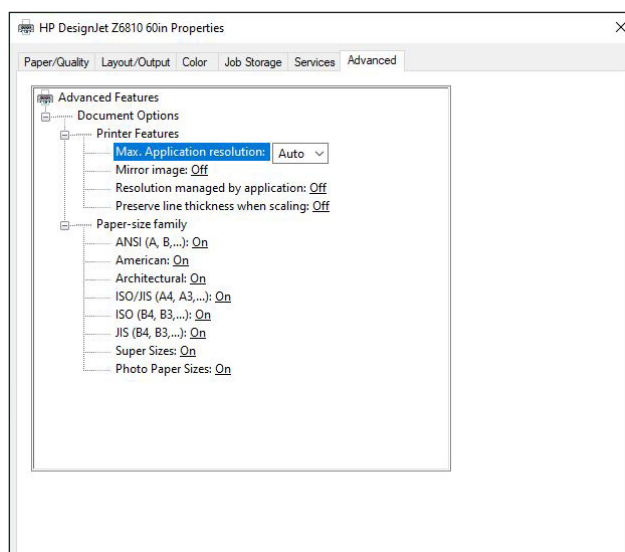 HP DesignJet Z6810 60in Properties
Paper/Quality Layout/Output Color Job Storage Services Advanced
Advanced Features
Document Options
Printer Features
Max. Application resolution: Auto
Mirror image: Off
Resolution managed by application: Off
Preserve line thickness when scaling: Off
Paper-size family
ANSI (A, B,...): On
American: On
Architectural: On
ISO/JIS (A4, A3,...): On
ISO (B4, B3,...): On
JIS (B4, B3,...): On
Super Sizes: On
Photo Paper Sizes: On